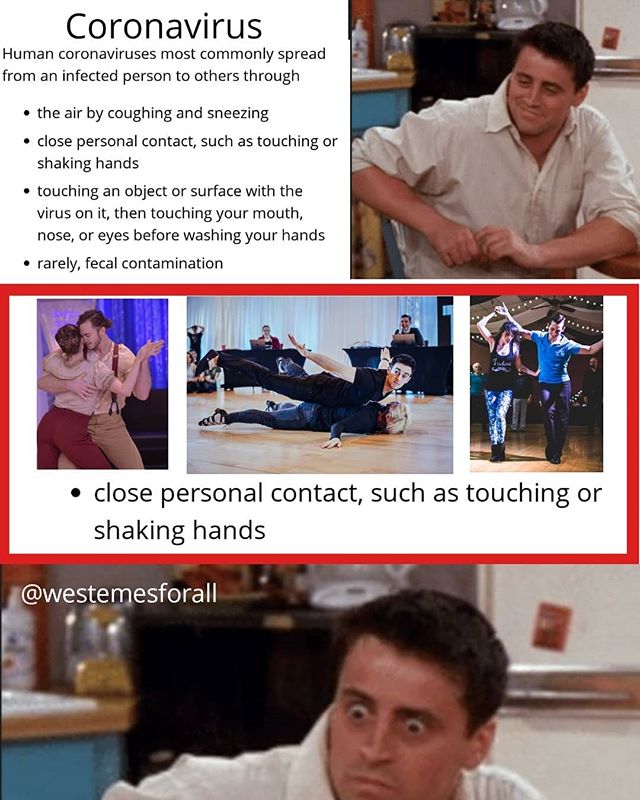 Coronavirus
Human coronaviruses most commonly spread
from an infected person to others through
• the air by coughing and sneezing
• close personal contact, such as touching or
shaking hands
• touching an object or surface with the
virus on it, then touching your mouth,
nose, or eyes before washing your hands
• rarely, fecal contamination
• close personal contact, such as touching or
shaking hands
@westemesforall